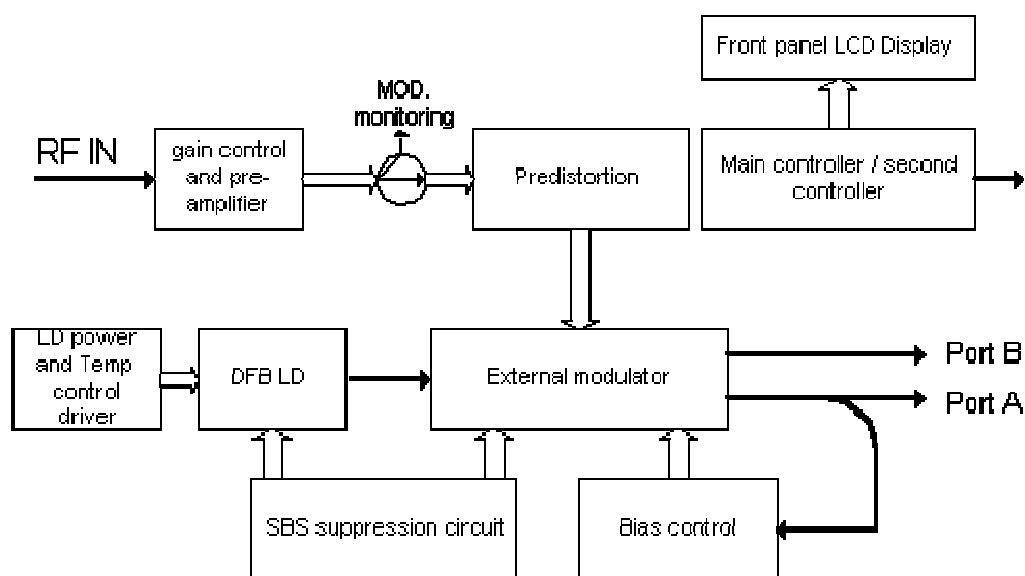 Front panel LCD Display
MOD.
monitoring
RF IN
gain control
and pre-
amplifier
Predistortion
Main controller / second
controller
LD power
and Temp
control
driver
DFB LD
External modulator
Port B
Port A
SBS suppression circuit
Bias control